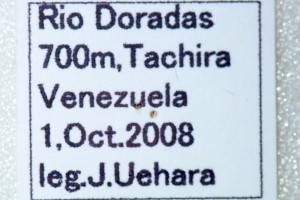 Rio Doradas
700m,Tachira
Venezuela
1,Oct.2008
leg.J.Uehara